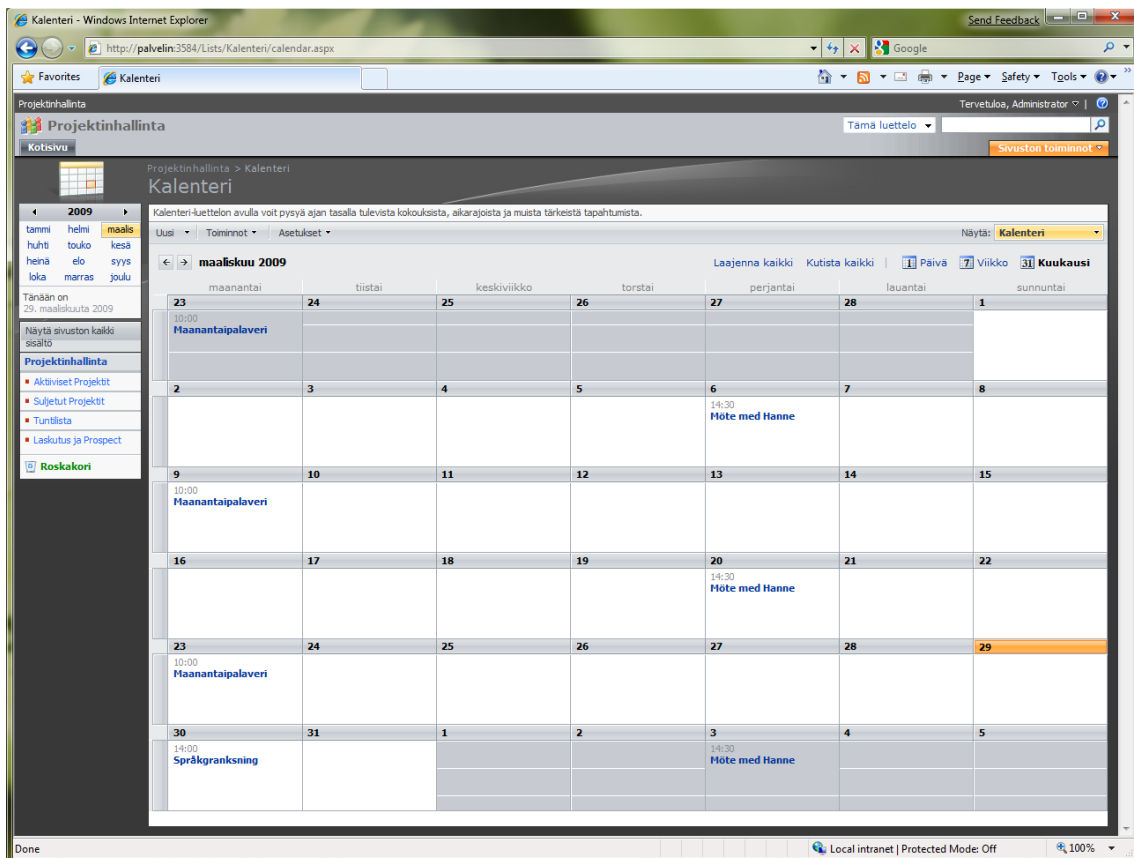 Kalenteri - Windows Internet Explorer
Send Feedback
http://palvelin:3584/Lists/Kalenteri/calendar.aspx
Google
Favorites
Kalenteri
Page Safety Tools
Projektinhallinta
Tervetuloa, Administrator
Projektinhallinta
Tämä luettelo
Kotisivu
Sivuston toiminnot
Projektinhallinta > Kalenteri
Kalenteri
2009
tammi helmi maalis
huhti touko kesä
heinä elo syys
loka marras joulu
Tänään on
29. maaliskuuta 2009
Näytä sivuston kaikki
sisältö
Projektinhallinta
Aktiiviset Projektit
Suljetut Projektit
Tuntilista
Laskutus ja Prospect
Roskakori
Kalenteri-luettelon avulla voit pysyä ajan tasalla tulevista kokouksista, aikarajoista ja muista tärkeistä tapahtumista.
Uusi Toiminnot Asetukset
Näytä: Kalenteri
maaliskuu 2009
Laajenna kaikki Kutista kaikki | 1 Päivä 7 Viikko 31 Kuukausi
maanantai tiistai keskiviikko torstai perjantai lauantai sunnuntai
23 24 25 26 27 28 1
10:00
Maanantaipalaveri
2 3 4 5 6 7 8
14:30
Möte med Hanne
9 10 11 12 13 14 15
10:00
Maanantaipalaveri
16 17 18 19 20 21 22
14:30
Möte med Hanne
23 24 25 26 27 28 29
10:00
Maanantaipalaveri
30 31 1 2 3 4 5
14:00 14:30
Språkgranksning Möte med Hanne
Done
Local intranet | Protected Mode: Off
100%